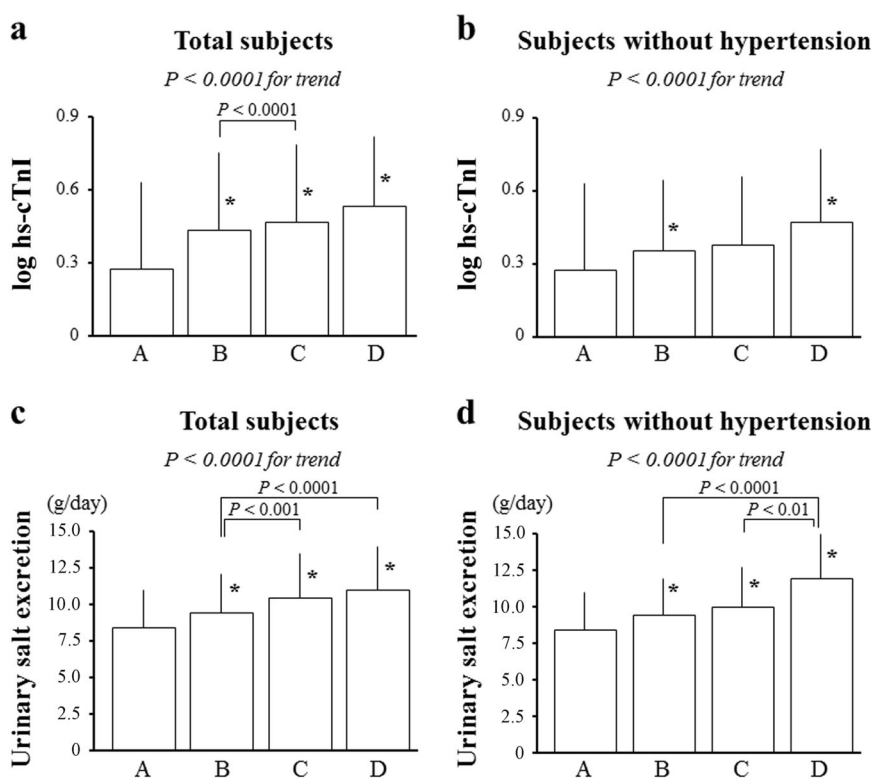 a
Total subjects
P < 0.0001 for trend
P < 0.0001
log hs-cTnI
0.9
0.6
0.3
0
A B C D
b
Subjects without hypertension
P < 0.0001 for trend
log hs-cTnI
0.9
0.6
0.3
0
* * *
* *
A B C D
c
Total subjects
P < 0.0001 for trend
P < 0.0001
P < 0.001
(g/day)
Urinary salt excretion
15.0
12.5
10.0
7.5
5.0
2.5
0
* * *
A B C D
d
Subjects without hypertension
P < 0.0001 for trend
P < 0.0001
P < 0.01
(g/day)
Urinary salt excretion
15.0
12.5
10.0
7.5
5.0
2.5
0
* * *
A B C D